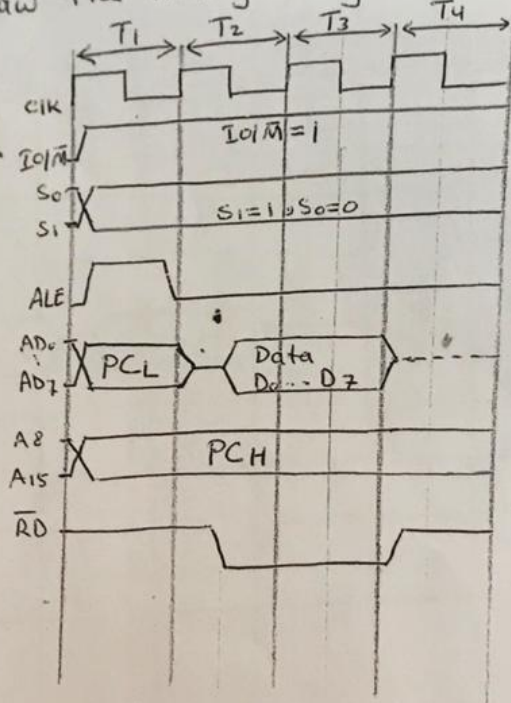 T1 T2 T3 T4
CLK
IO/M̅ IO/M̅ = 1
S0
S1 S1=1, S0=0
ALE
AD0 Data
AD7 PCL D0...D7
A8 PCH
A15
R̅D̅